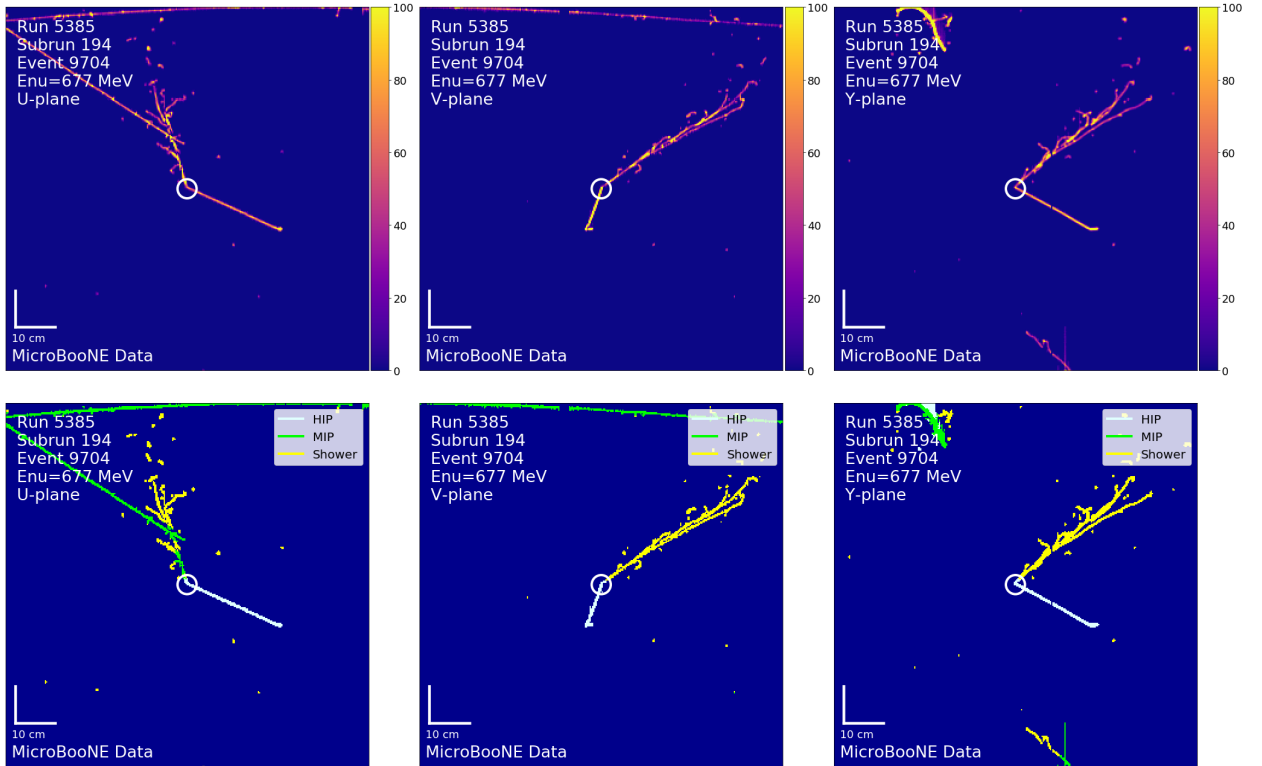 Run 5385
Subrun 194
Event 9704
Enu=677 MeV
U-plane
10 cm
MicroBooNE Data
100
80
60
40
20
0
Run 5385
Subrun 194
Event 9704
Enu=677 MeV
V-plane
10 cm
MicroBooNE Data
100
80
60
40
20
0
Run 5385
Subrun 194
Event 9704
Enu=677 MeV
Y-plane
10 cm
MicroBooNE Data
100
80
60
40
20
0
Run 5385
Subrun 194
Event 9704
Enu=677 MeV
U-plane
HIP
MIP
Shower
10 cm
MicroBooNE Data
Run 5385
Subrun 194
Event 9704
Enu=677 MeV
V-plane
HIP
MIP
Shower
10 cm
MicroBooNE Data
Run 5385
Subrun 194
Event 9704
Enu=677 MeV
Y-plane
HIP
MIP
Shower
10 cm
MicroBooNE Data